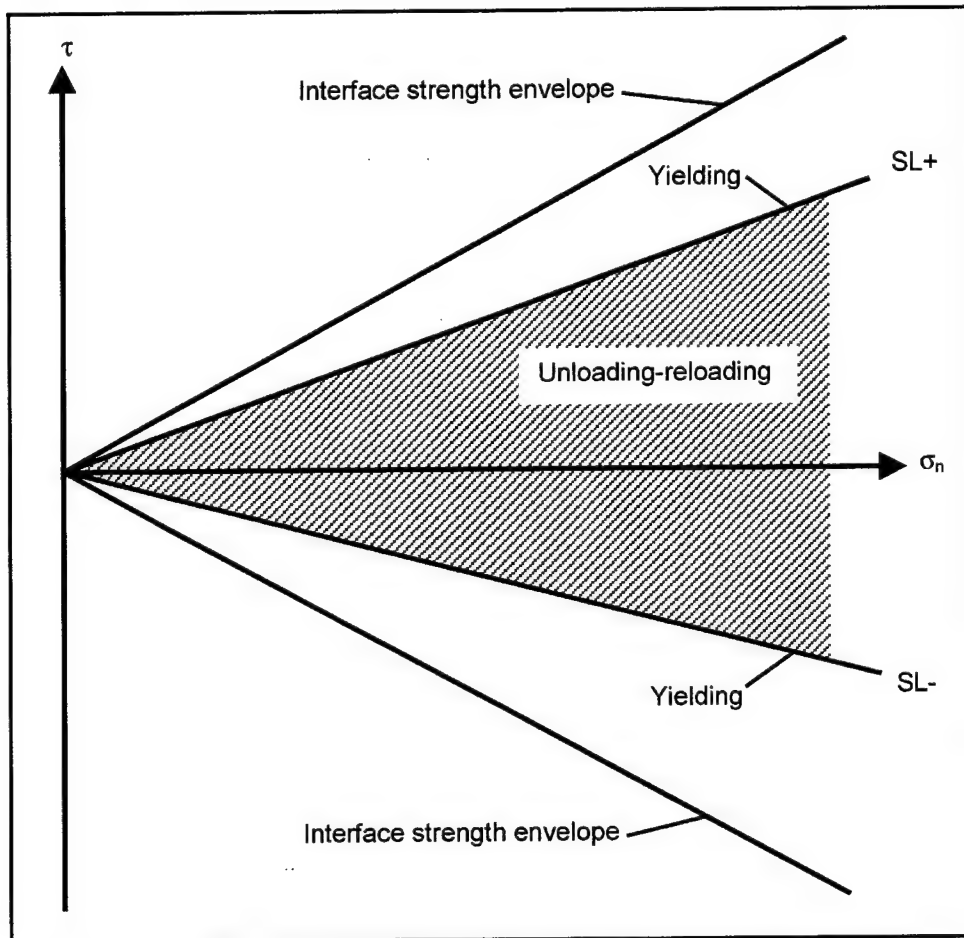 τ
Interface strength envelope
SL+
Yielding
Unloading-reloading
σn
SL-
Yielding
Interface strength envelope